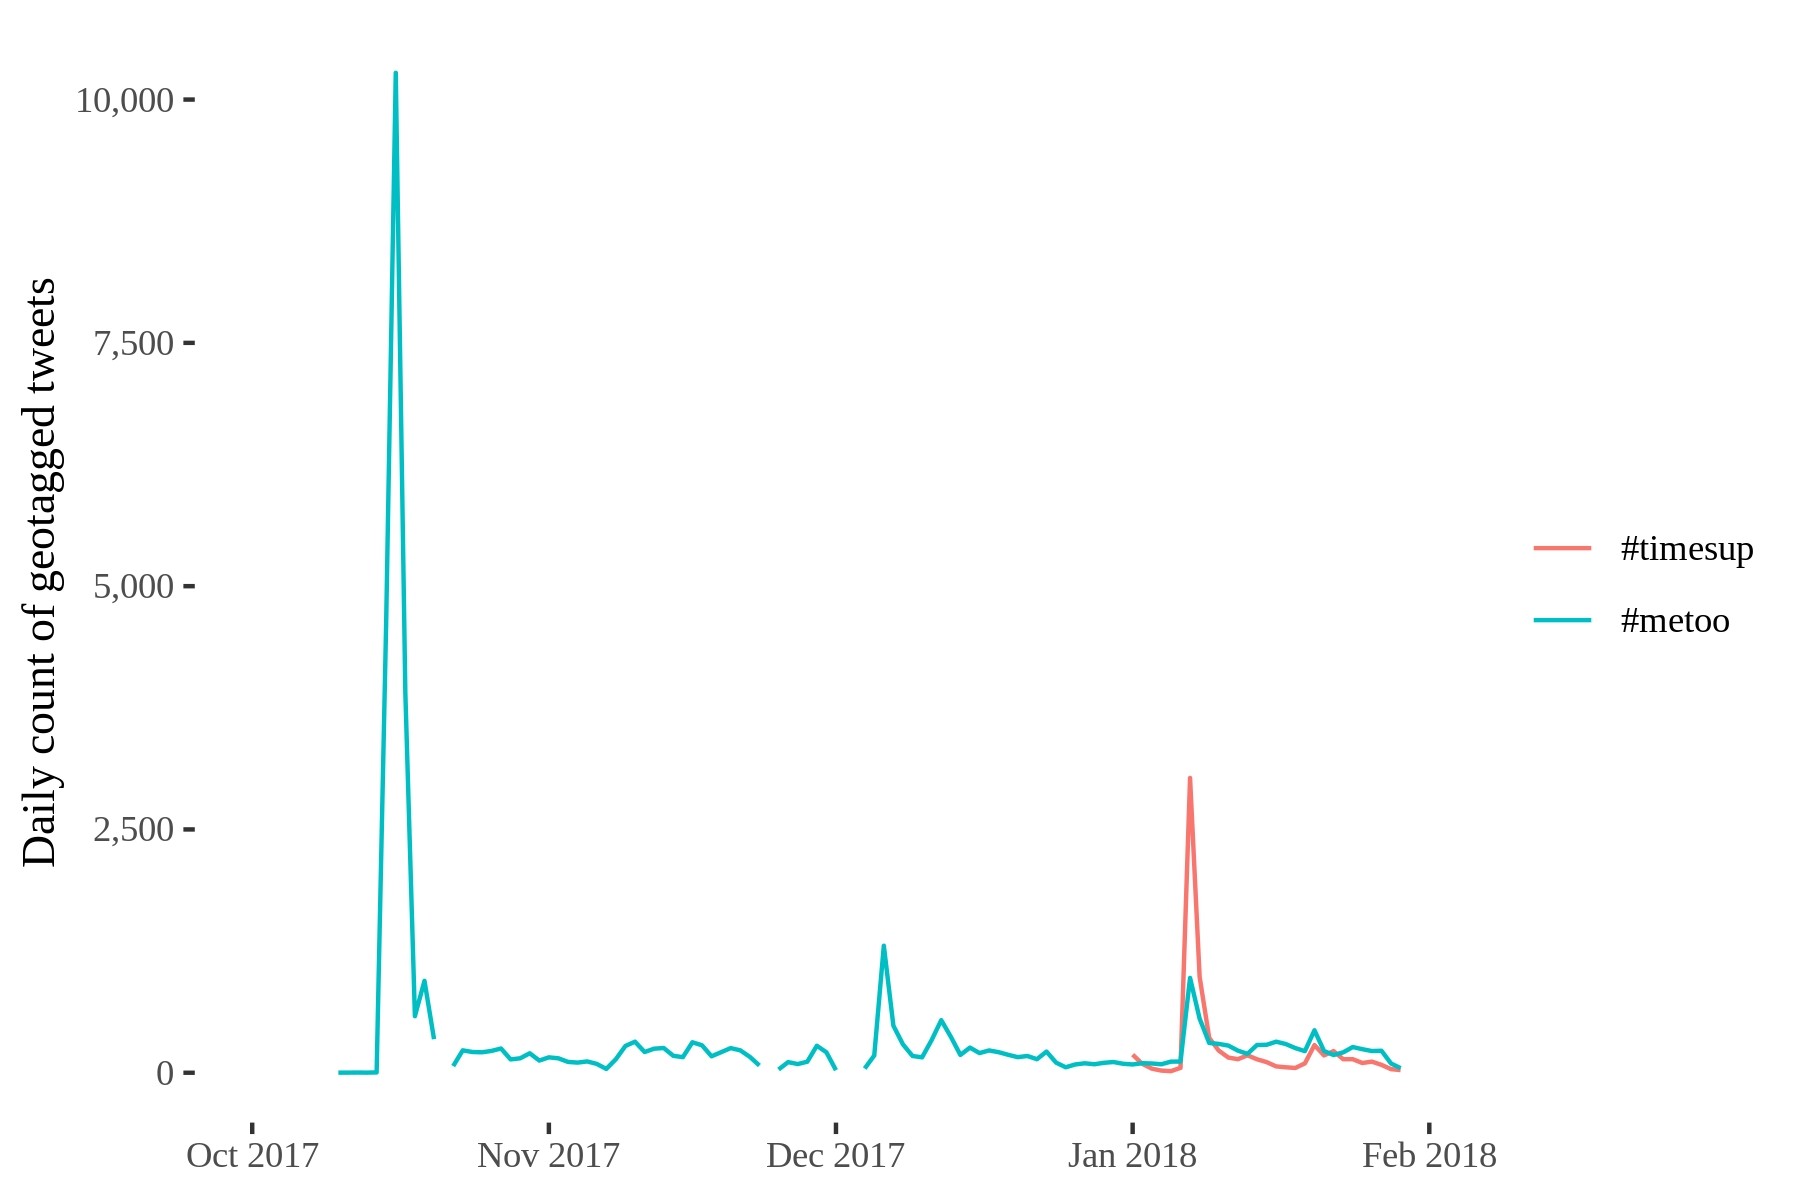 Daily count of geotagged tweets
10,000
7,500
5,000
2,500
0
Oct 2017
Nov 2017
Dec 2017
Jan 2018
Feb 2018
#timesup
#metoo